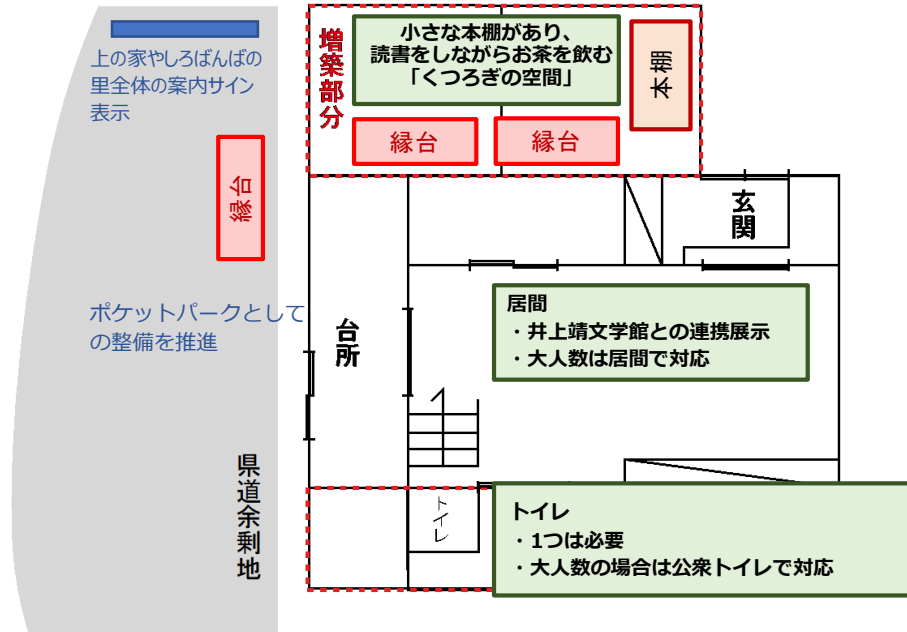 上の家やしろばんばの
里全体の案内サイン
表示
縁台
ポケットパークとして
の整備を推進
県道余剰地
増築部分
小さな本棚があり、
読書をしながらお茶を飲む
「くつろぎの空間」
縁台
縁台
本棚
玄関
台所
居間
・井上靖文学館との連携展示
・大人数は居間で対応
トイレ
トイレ
・1つは必要
・大人数の場合は公衆トイレで対応